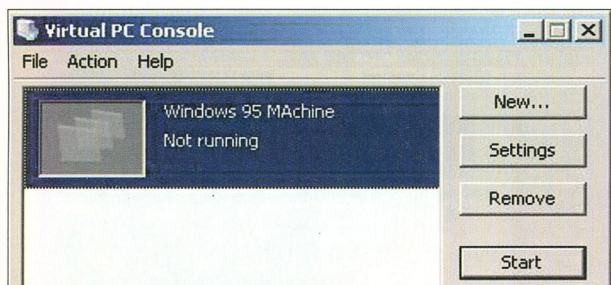 Virtual PC Console
File Action Help
Windows 95 MAchine
Not running
New...
Settings
Remove
Start